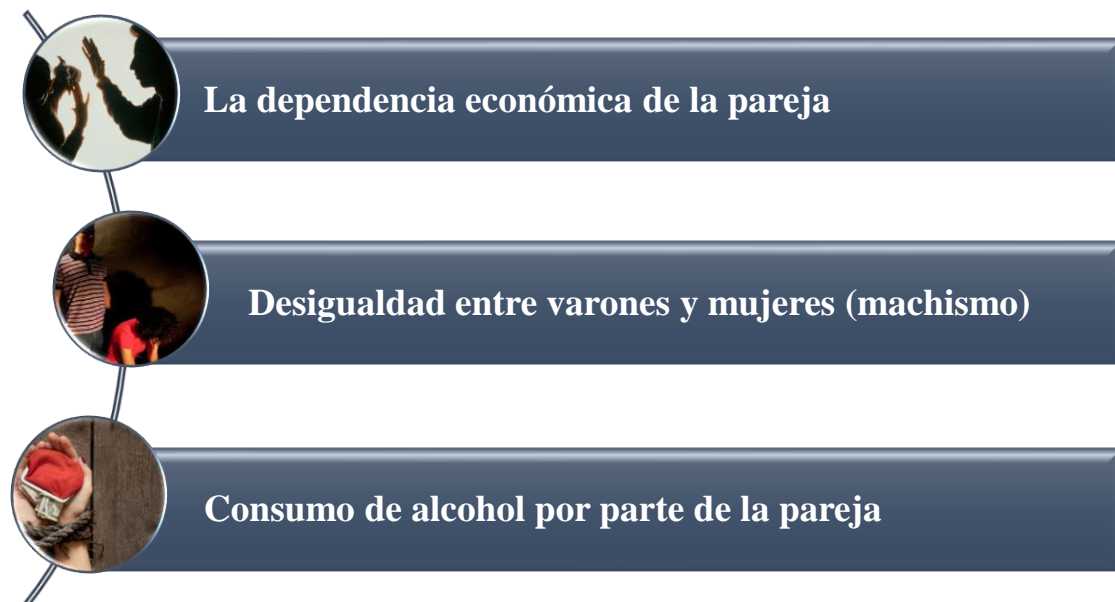 La dependencia económica de la pareja
Desigualdad entre varones y mujeres (machismo)
Consumo de alcohol por parte de la pareja